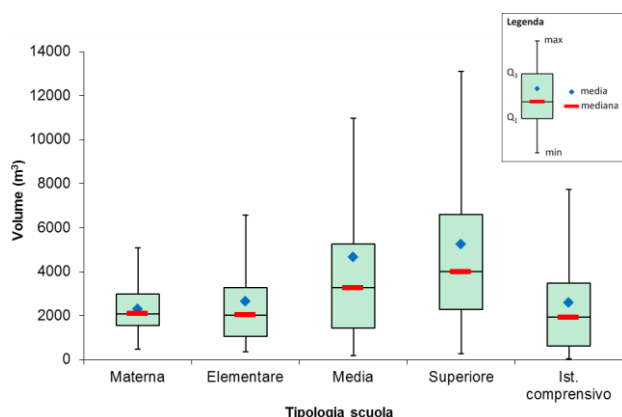 Legenda
max
Q3
media
mediana
Q1
min
Volume (m³)
14000
12000
10000
8000
6000
4000
2000
0
Materna
Elementare
Media
Superiore
Ist.
comprensivo
Tipologia scuola